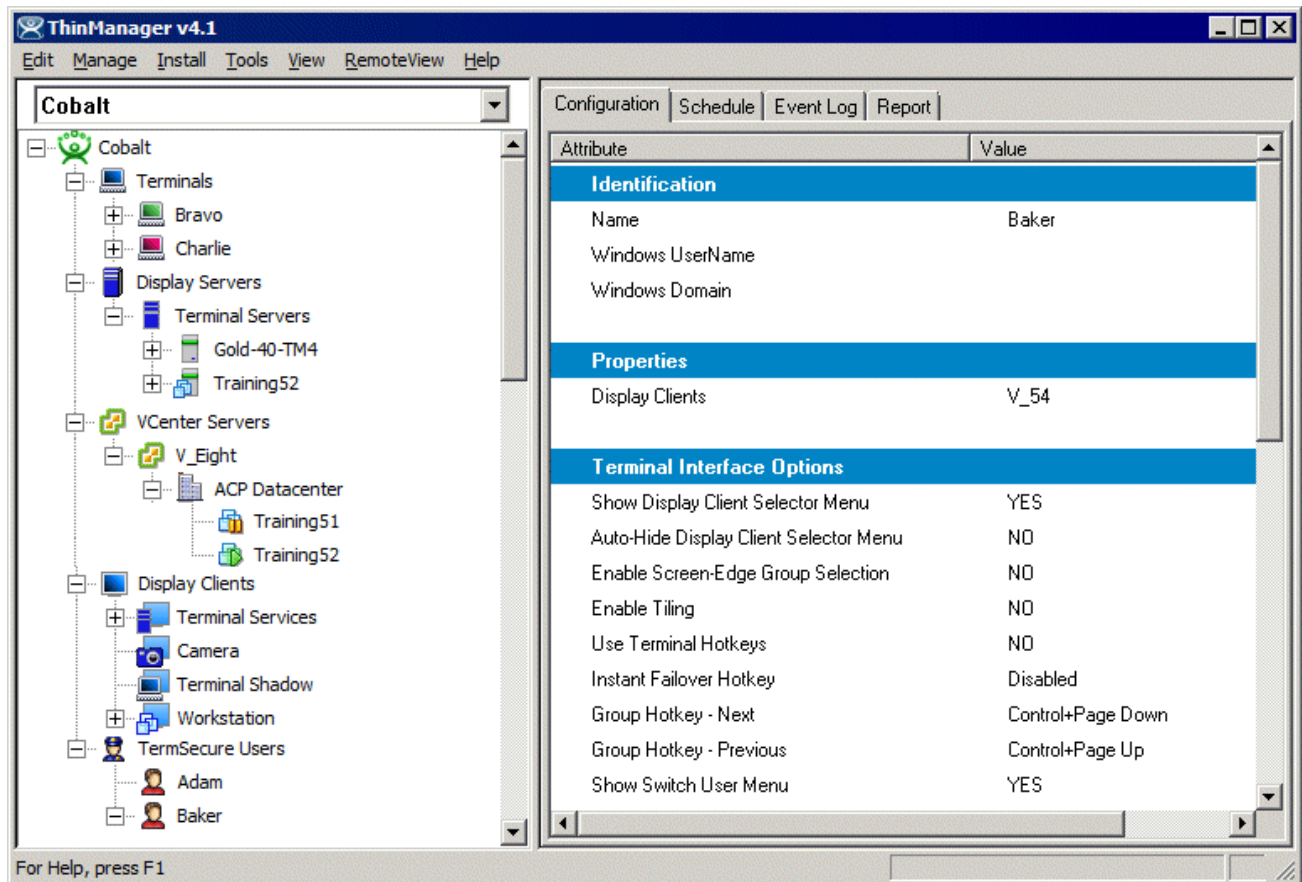 ThinManager v4.1
Edit Manage Install Tools View RemoteView Help
Cobalt
Cobalt
Terminals
Bravo
Charlie
Display Servers
Terminal Servers
Gold-40-TM4
Training52
VCenter Servers
V_Eight
ACP Datacenter
Training51
Training52
Display Clients
Terminal Services
Camera
Terminal Shadow
Workstation
TermSecure Users
Adam
Baker
Configuration Schedule Event Log Report
Attribute Value
Identification
Name Baker
Windows UserName
Windows Domain
Properties
Display Clients V_54
Terminal Interface Options
Show Display Client Selector Menu YES
Auto-Hide Display Client Selector Menu NO
Enable Screen-Edge Group Selection NO
Enable Tiling NO
Use Terminal Hotkeys NO
Instant Failover Hotkey Disabled
Group Hotkey - Next Control+Page Down
Group Hotkey - Previous Control+Page Up
Show Switch User Menu YES
For Help, press F1